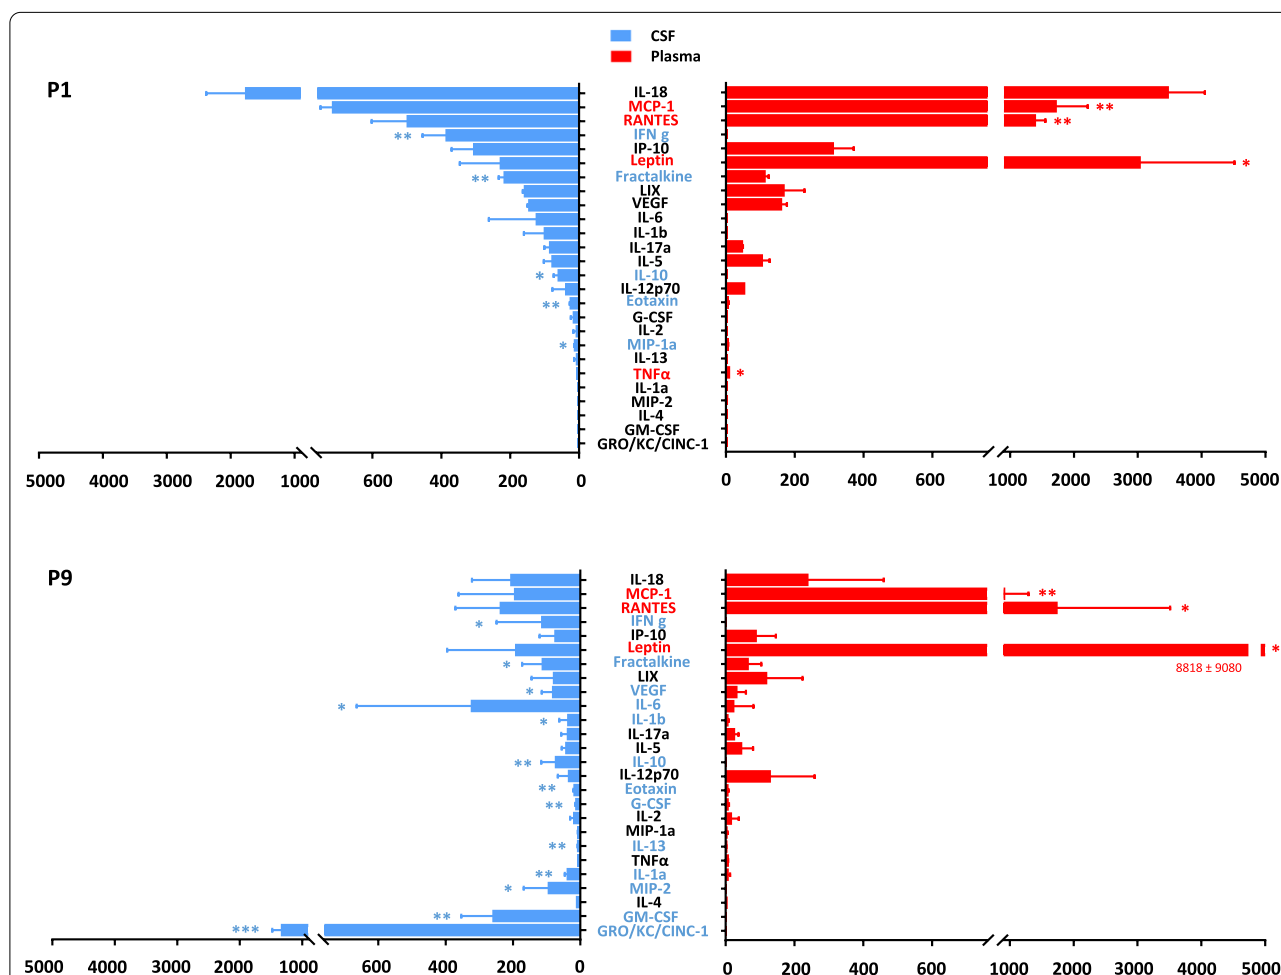 CSF
Plasma
P1
IL-18
MCP-1
**
RANTES
**
** IFN g
IP-10
Leptin
*
** Fractalkine
LIX
VEGF
IL-6
IL-1b
IL-17a
IL-5
* IL-10
IL-12p70
** Eotaxin
G-CSF
IL-2
* MIP-1a
IL-13
TNFα *
IL-1a
MIP-2
IL-4
GM-CSF
GRO/KC/CINC-1
5000 4000 3000 2000 1000 600 400 200 0 0 200 400 600 1000 2000 3000 4000 5000
P9
IL-18
MCP-1 **
RANTES *
* IFN g
IP-10
Leptin *
* Fractalkine 8818 ± 9080
LIX
* VEGF
* IL-6
* IL-1b
IL-17a
IL-5
** IL-10
IL-12p70
** Eotaxin
** G-CSF
IL-2
MIP-1a
** IL-13
TNFα
** IL-1a
* MIP-2
IL-4
** GM-CSF
*** GRO/KC/CINC-1
5000 4000 3000 2000 1000 600 400 200 0 0 200 400 600 1000 2000 3000 4000 5000